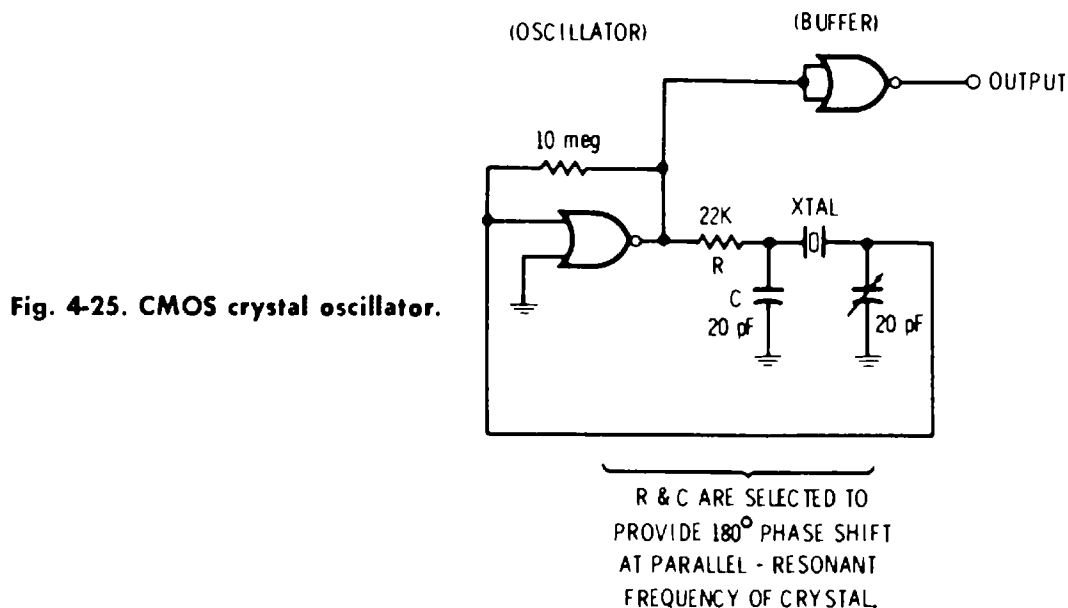 (OSCILLATOR)
(BUFFER)
OUTPUT
10 meg
22K
XTAL
R
C
20 pF
20 pF
Fig. 4-25. CMOS crystal oscillator.
R & C ARE SELECTED TO
PROVIDE 180° PHASE SHIFT
AT PARALLEL - RESONANT
FREQUENCY OF CRYSTAL.